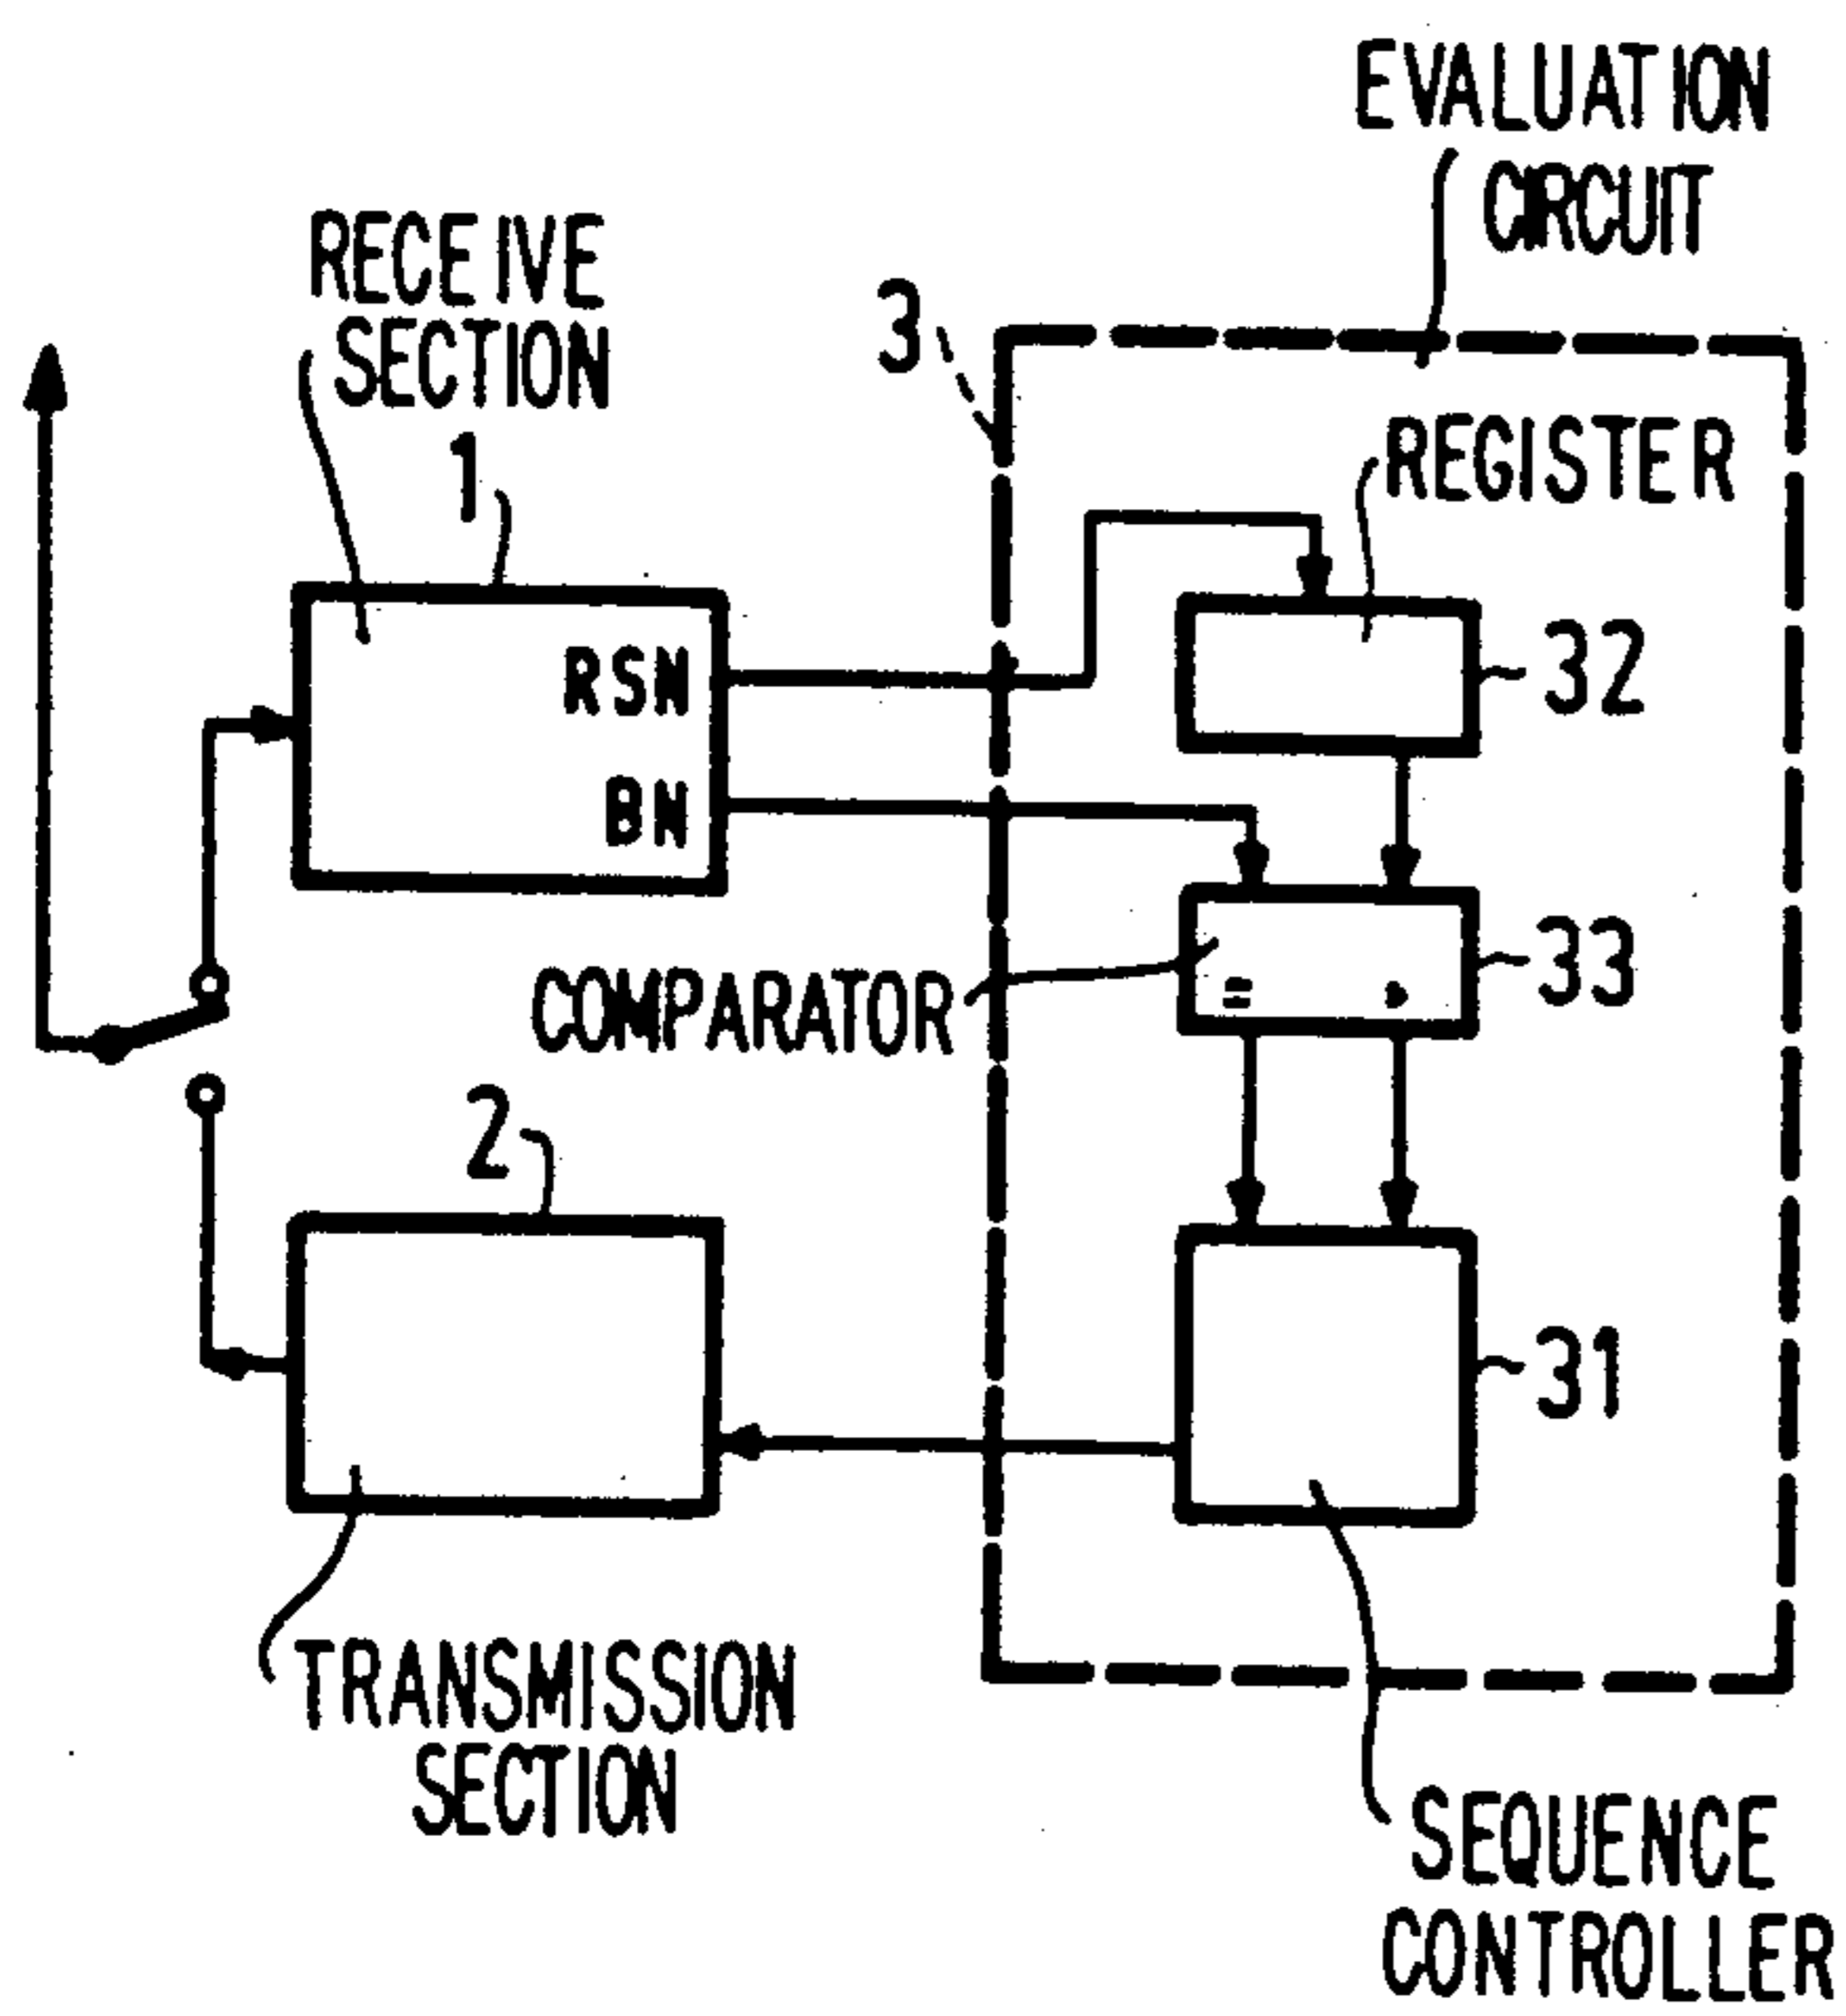 EVALUATION
CIRCUIT
RECEIVE
SECTION
3
1
REGISTER
RSN
32
BN
33
COMPARATOR
=
2
31
TRANSMISSION
SECTION
SEQUENCE
CONTROLLER